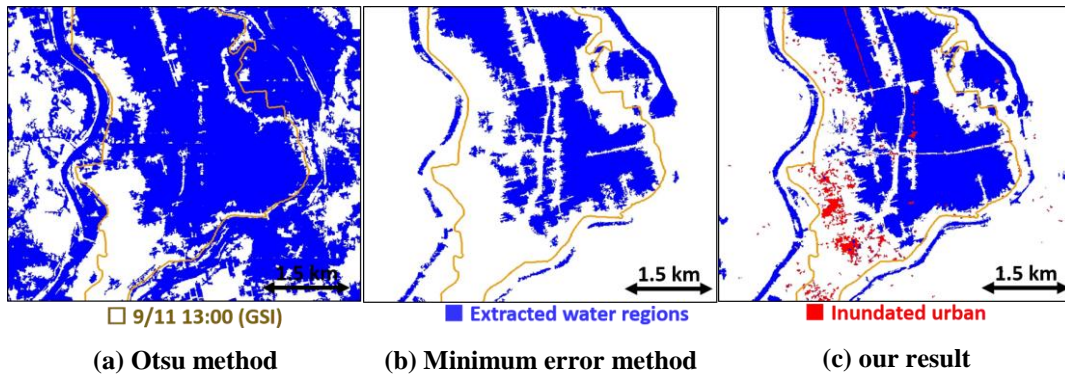 1.5 km
1.5 km
1.5 km
9/11 13:00 (GSI)
Extracted water regions
Inundated urban
(a) Otsu method
(b) Minimum error method
(c) our result